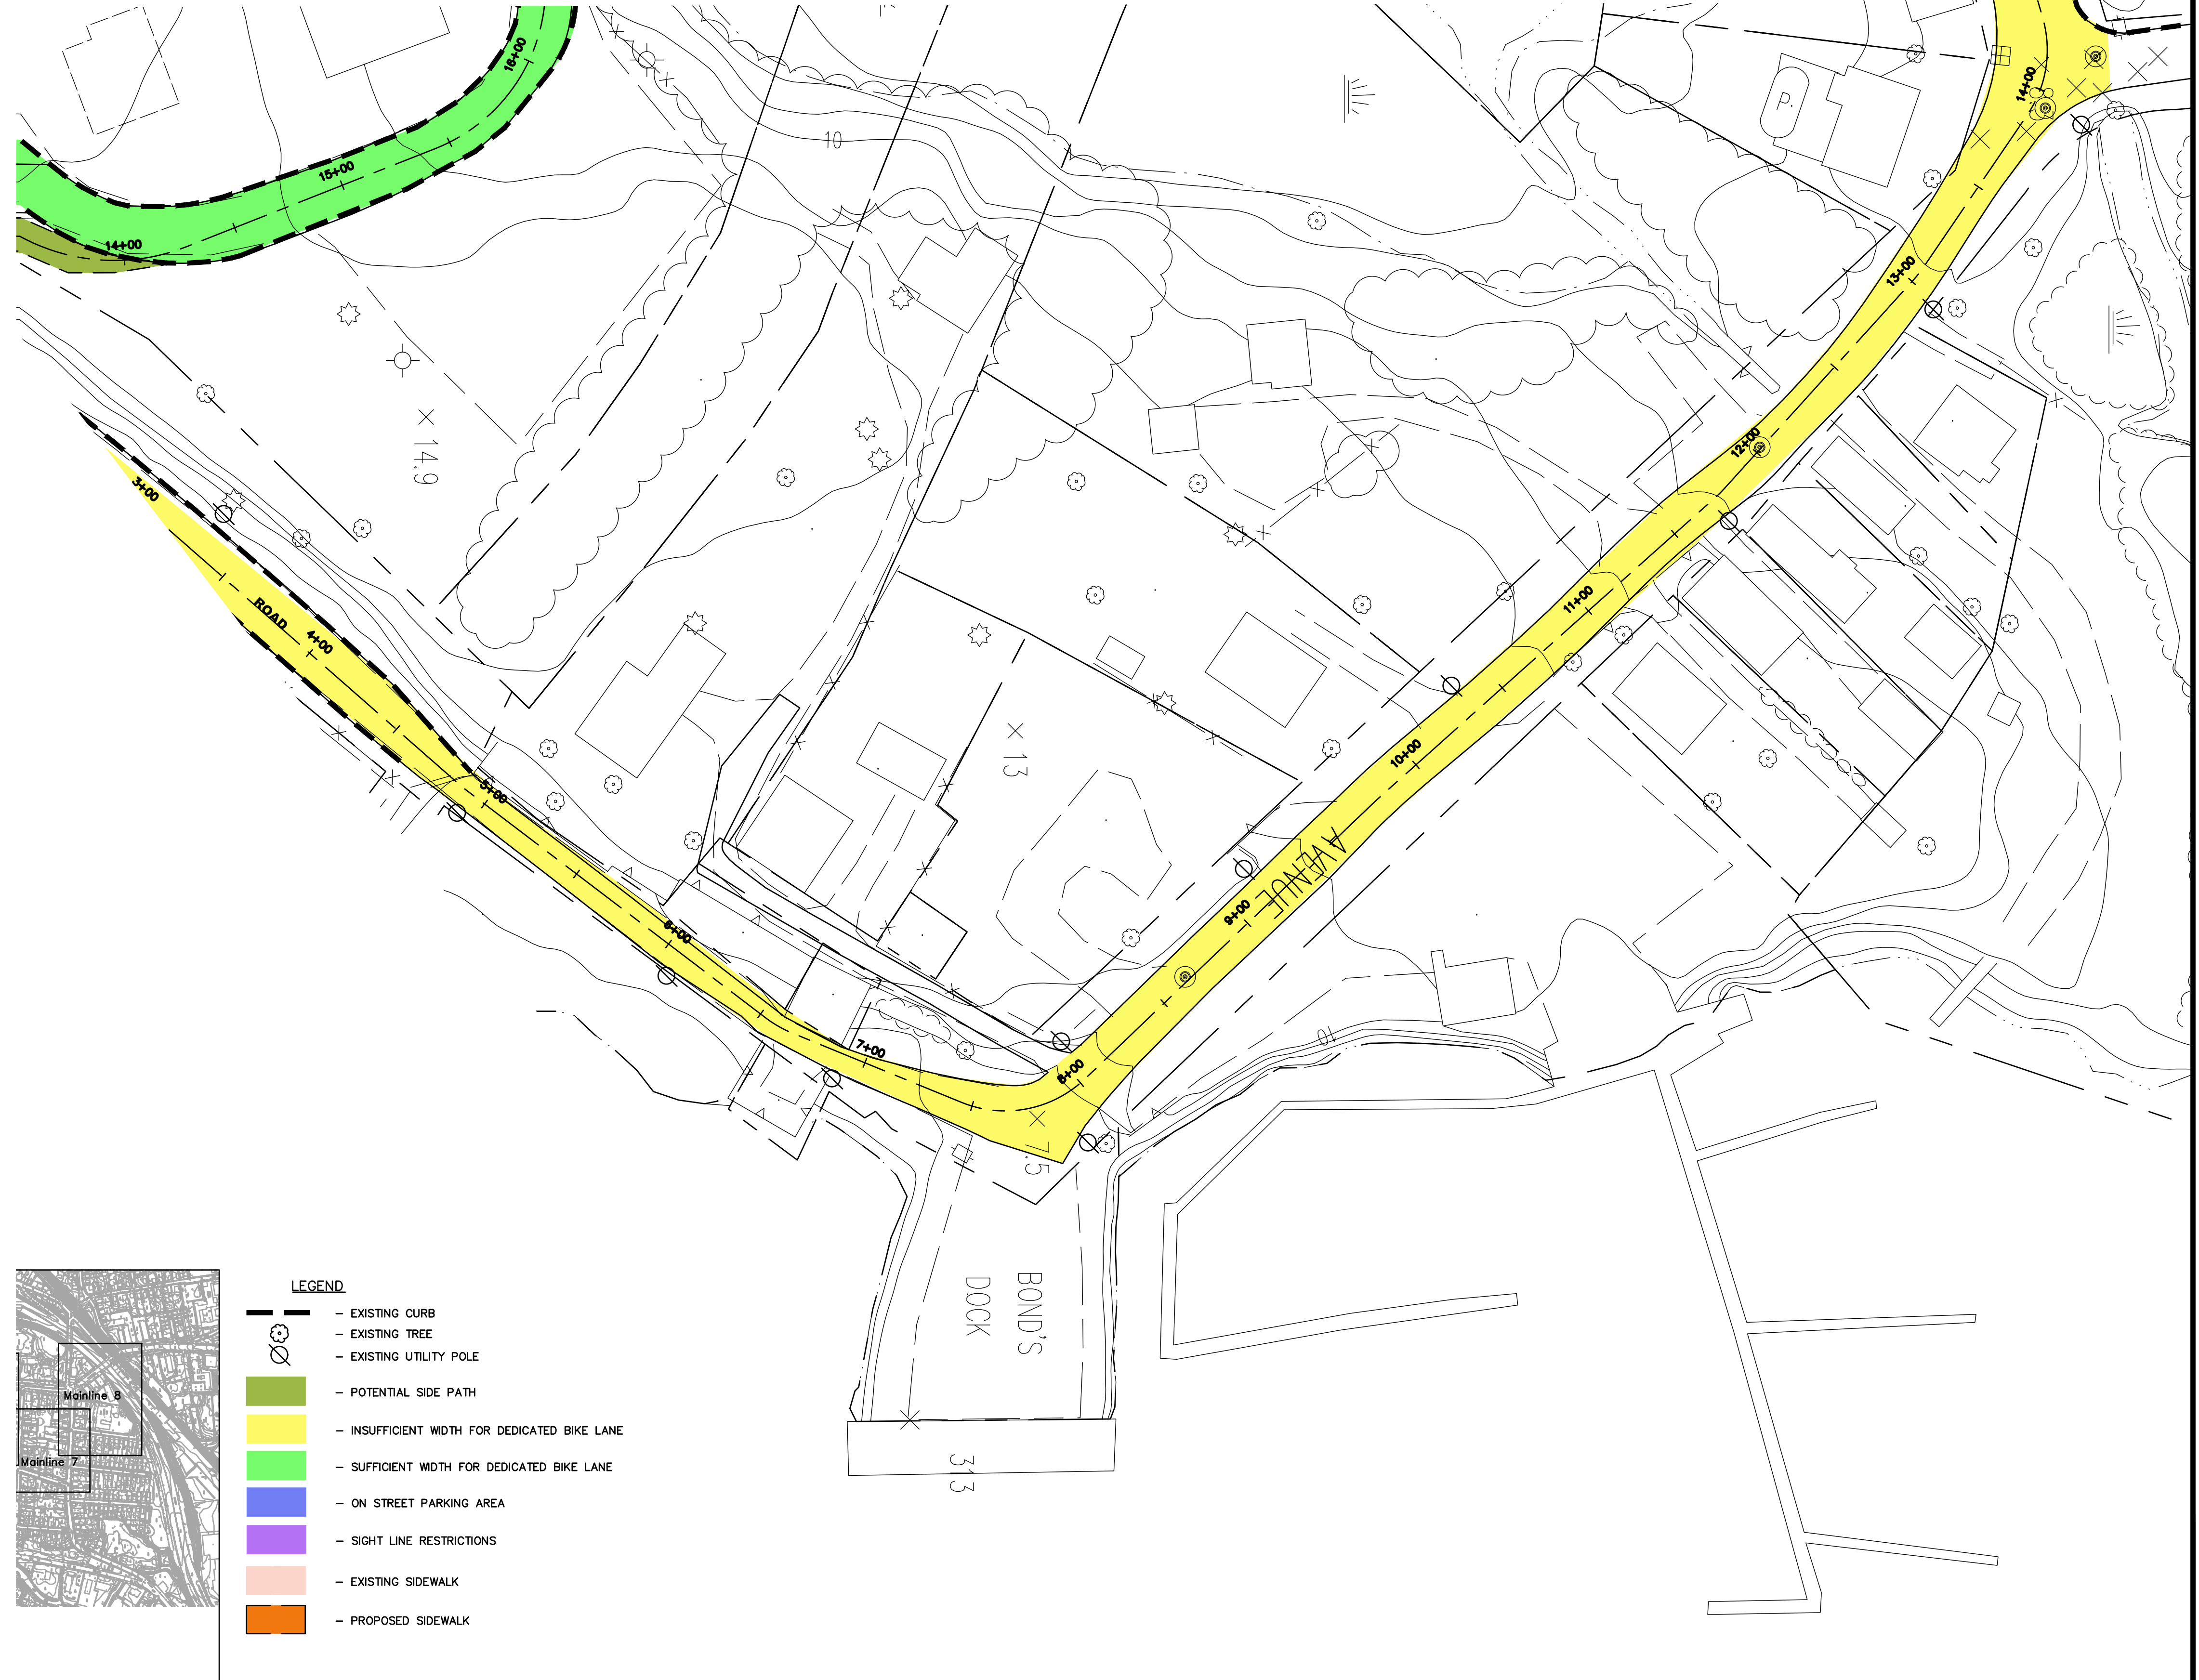 16+00
15+00
14+00
10
P.
14+00
13+00
12+00
14.9
3+00
ROAD
4+00
11+00
13
5+00
10+00
AVENUE
9+00
6+00
7+00
8+00
10
7.5
BOND'S
DOCK
313
Mainline 8
Mainline 7
LEGEND
- EXISTING CURB
- EXISTING TREE
- EXISTING UTILITY POLE
- POTENTIAL SIDE PATH
- INSUFFICIENT WIDTH FOR DEDICATED BIKE LANE
- SUFFICIENT WIDTH FOR DEDICATED BIKE LANE
- ON STREET PARKING AREA
- SIGHT LINE RESTRICTIONS
- EXISTING SIDEWALK
- PROPOSED SIDEWALK